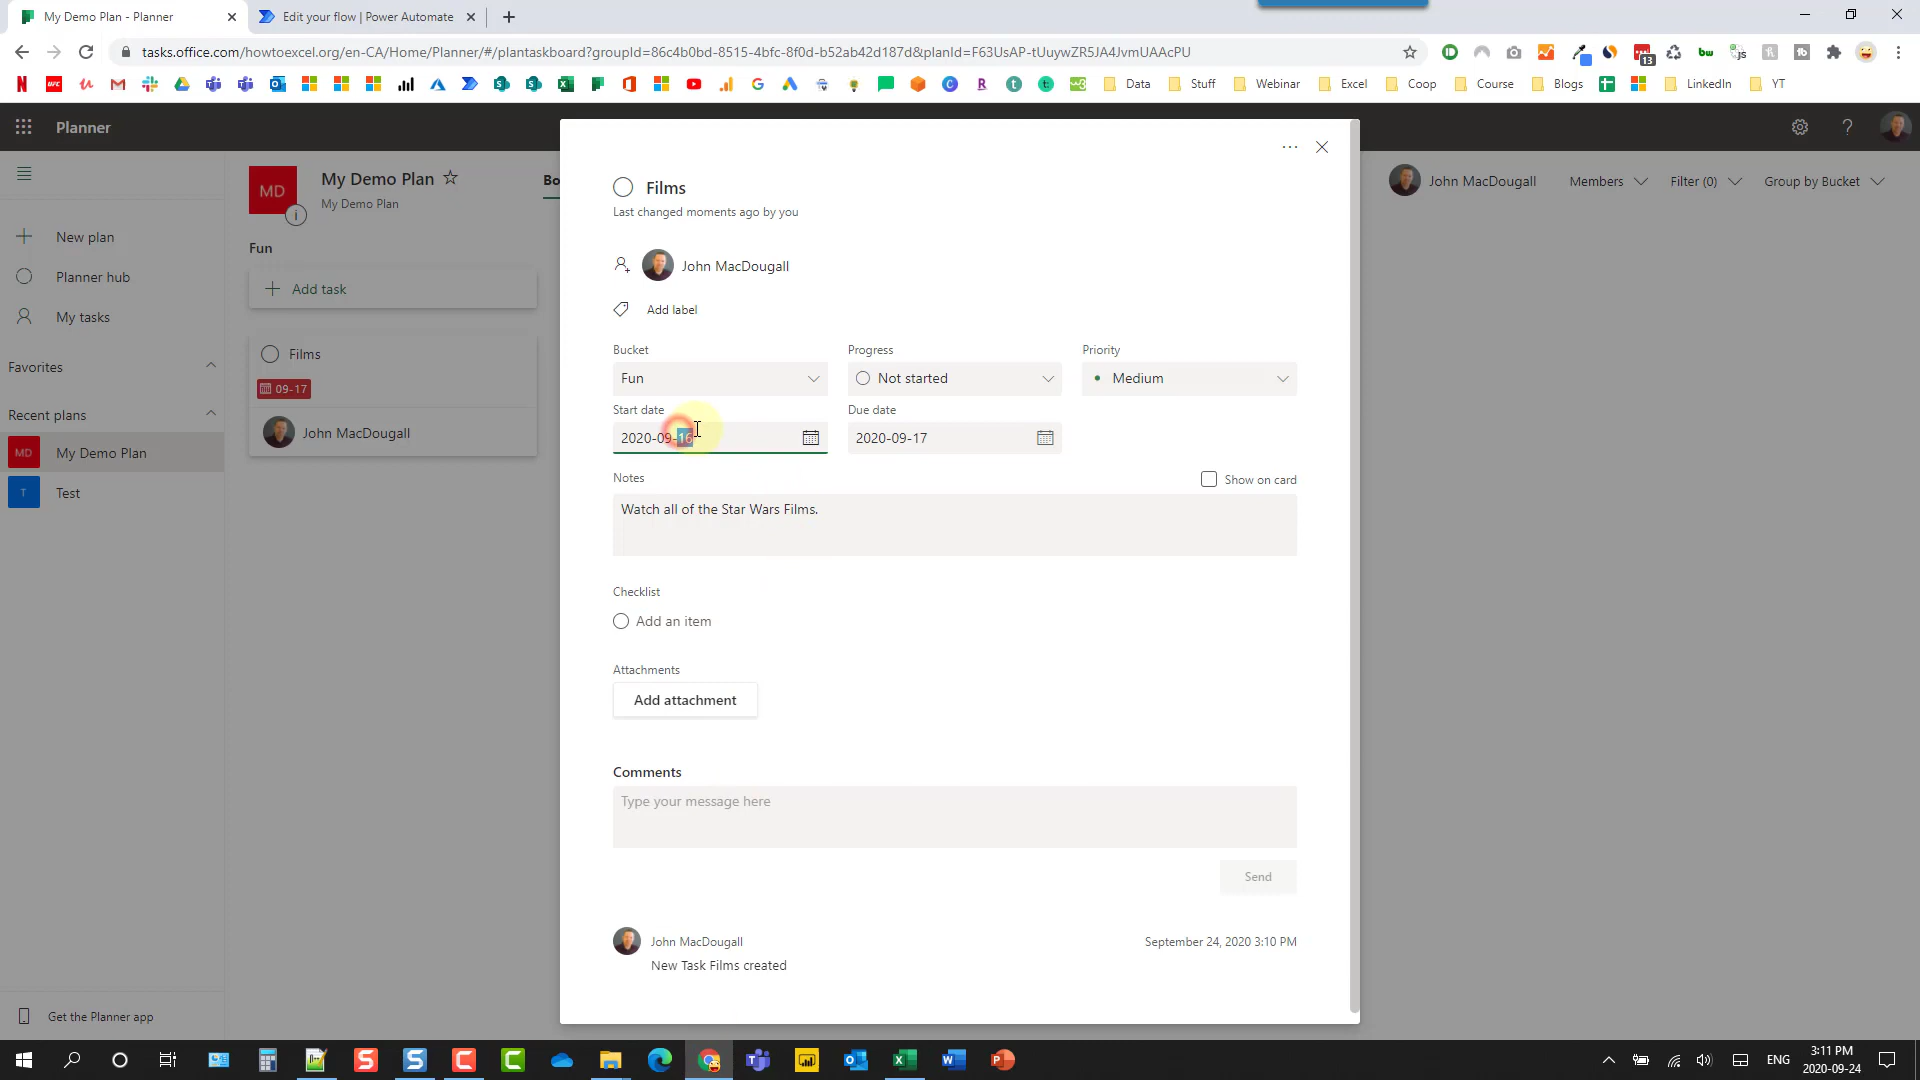 My Demo Plan - Planner
Edit your flow | Power Automate
tasks.office.com/howtoexcel.org/en-CA/Home/Planner/#/plantaskboard?groupId=86c4b0bd-8515-4bfc-8f0d-b52ab42d187d&planId=F63UsAP-tUuywZR5JA4JvmUAAcPU
13
Data
Stuff
Webinar
Excel
Coop
Course
Blogs
LinkedIn
YT
Planner
MD
My Demo Plan
My Demo Plan
Bo
John MacDougall
Members
Filter (0)
Group by Bucket
New plan
Planner hub
My tasks
Favorites
Recent plans
MD
My Demo Plan
T
Test
Get the Planner app
Fun
Add task
Films
09-17
John MacDougall
Films
Last changed moments ago by you
John MacDougall
Add label
Bucket
Progress
Priority
Fun
Not started
Medium
Start date
Due date
2020-09-16
2020-09-17
Notes
Show on card
Watch all of the Star Wars Films.
Checklist
Add an item
Attachments
Add attachment
Comments
Type your message here
Send
John MacDougall
September 24, 2020 3:10 PM
New Task Films created
ENG
3:11 PM
2020-09-24